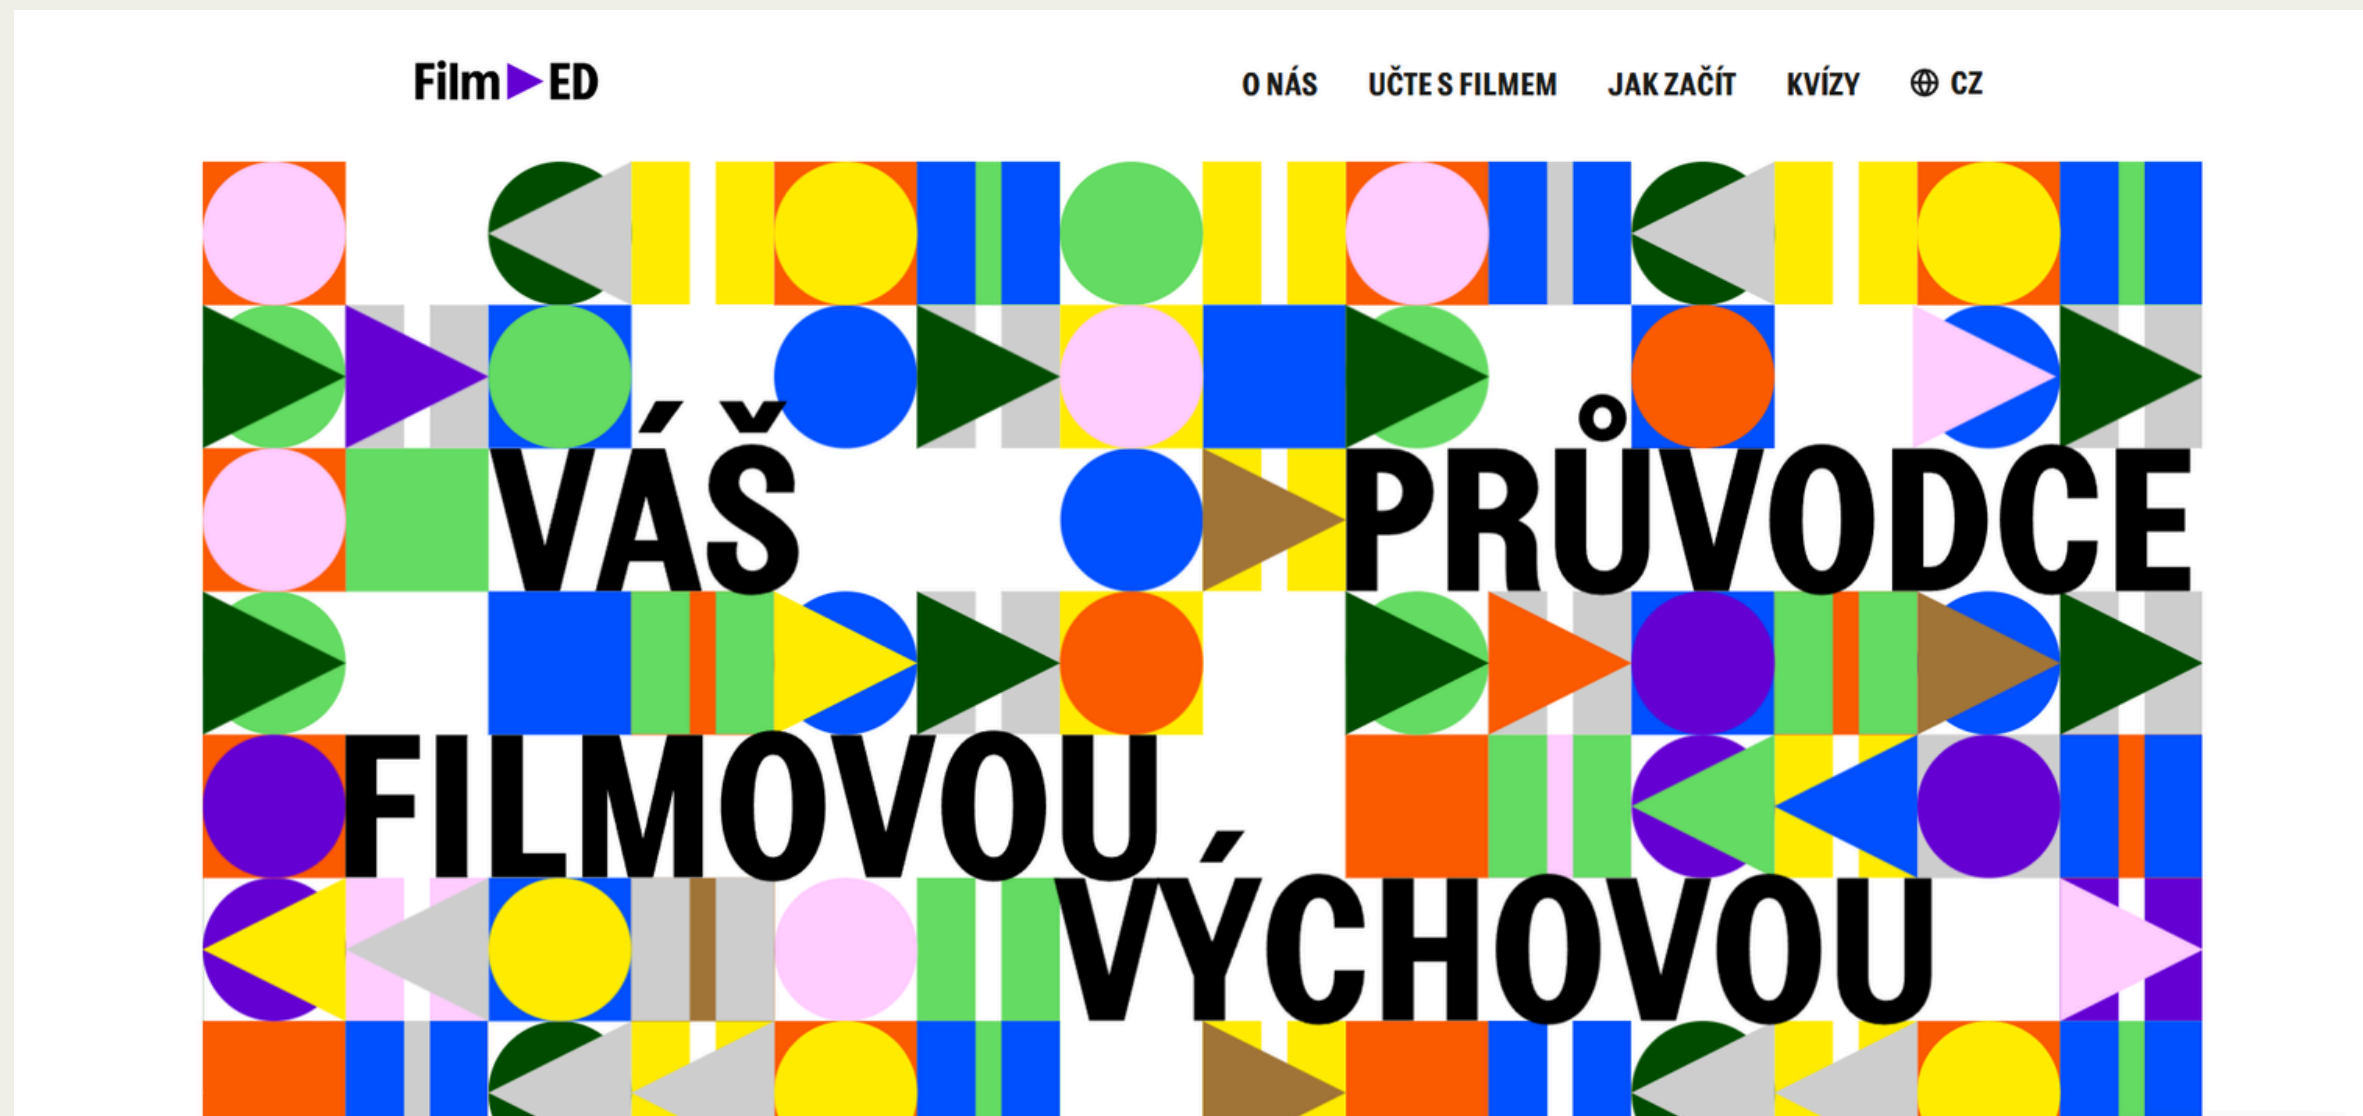 Film ED
O NÁS UČTE S FILMEM JAK ZAČÍT KVÍZY CZ
VÁŠ PRŮVODCE
FILMOVOU
VÝCHOVOU